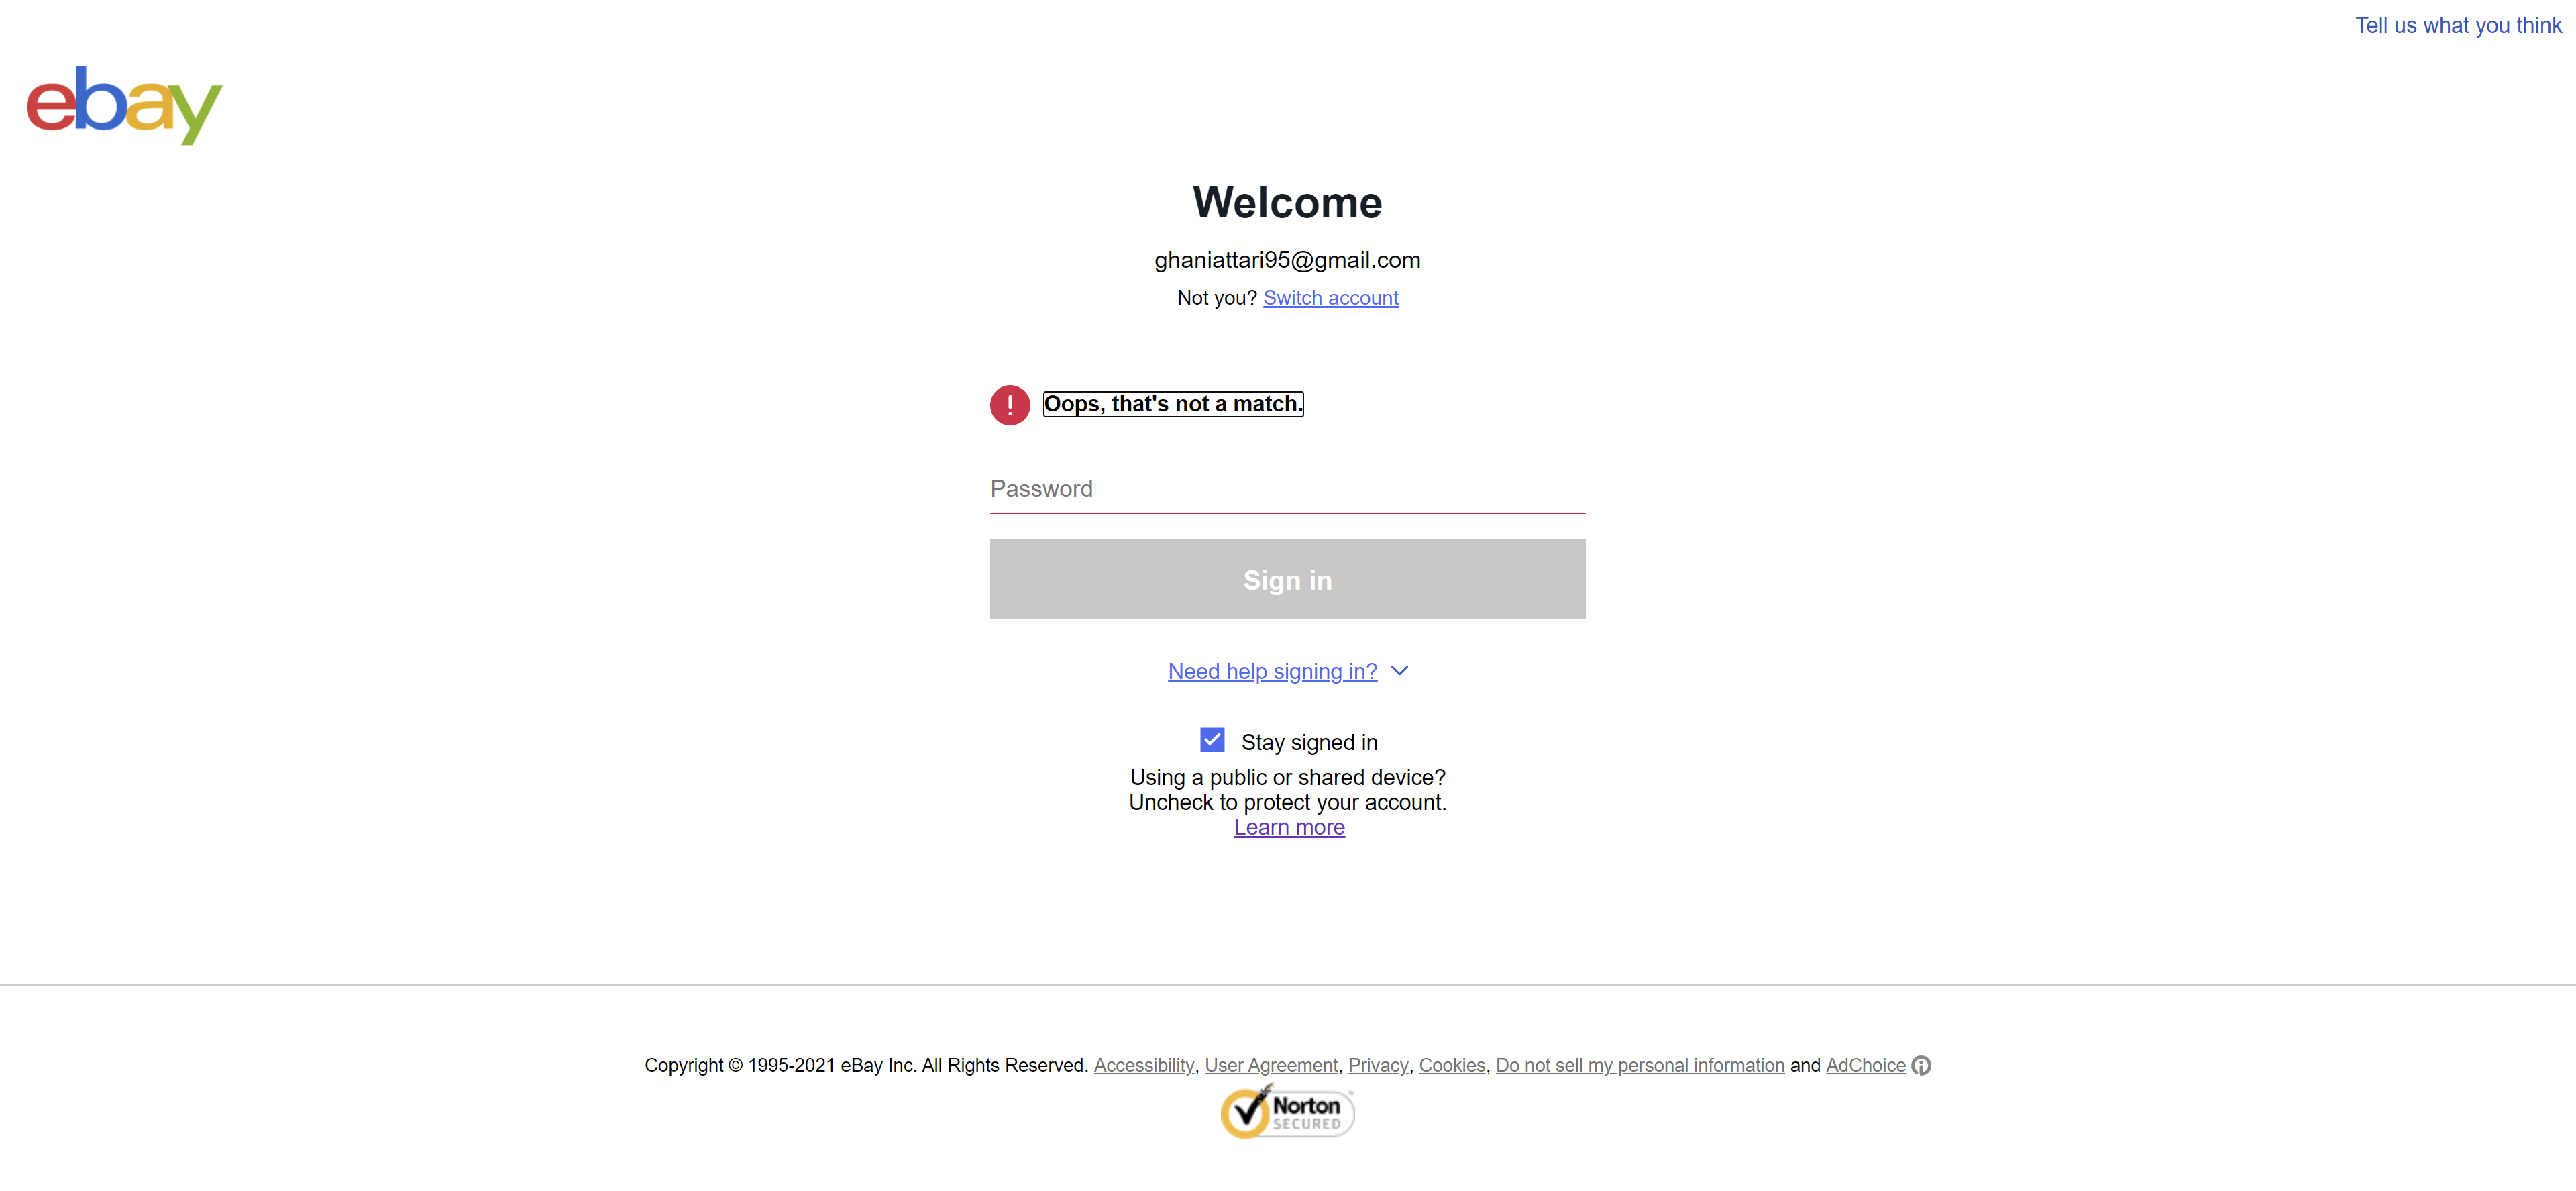 Tell us what you think
ebay
Welcome
ghaniattari95@gmail.com
Not you? Switch account
! Oops, that's not a match.
Password
Sign in
Need help signing in?
Stay signed in
Using a public or shared device?
Uncheck to protect your account.
Learn more
Copyright © 1995-2021 eBay Inc. All Rights Reserved. Accessibility, User Agreement, Privacy, Cookies, Do not sell my personal information and AdChoice
Norton
SECURED